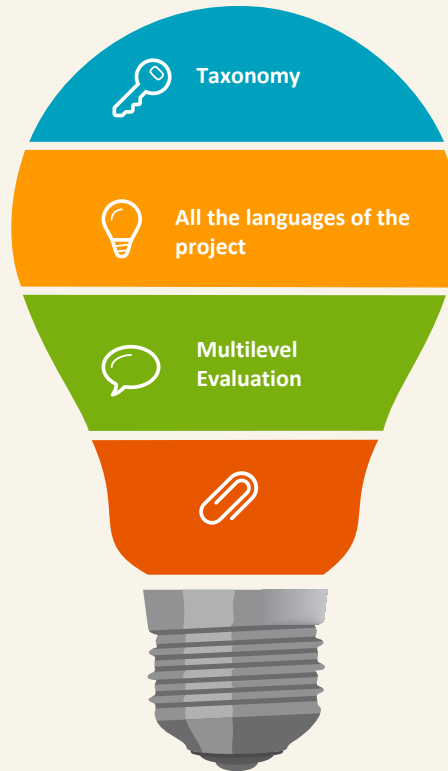 Taxonomy
All the languages of the
project
Multilevel
Evaluation